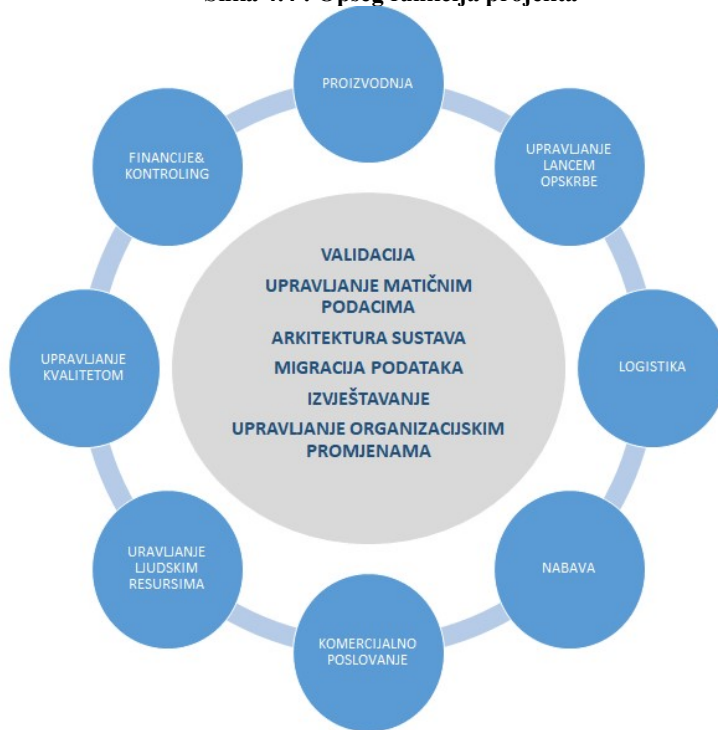 PROIZVODNJA
UPRAVLJANJE
LANCEM
OPSKRBE
LOGISTIKA
NABAVA
KOMERCIJALNO
POSLOVANJE
URAVLJANJE
LJUDSKIM
RESURSIMA
UPRAVLJANJE
KVALITETOM
FINANCIJE&
KONTROLING
VALIDACIJA
UPRAVLJANJE MATIČNIM
PODACIMA
ARKITEKTURA SUSTAVA
MIGRACIJA PODATAKA
IZVJEŠTAVANJE
UPRAVLJANJE ORGANIZACIJSKIM
PROMJENAMA